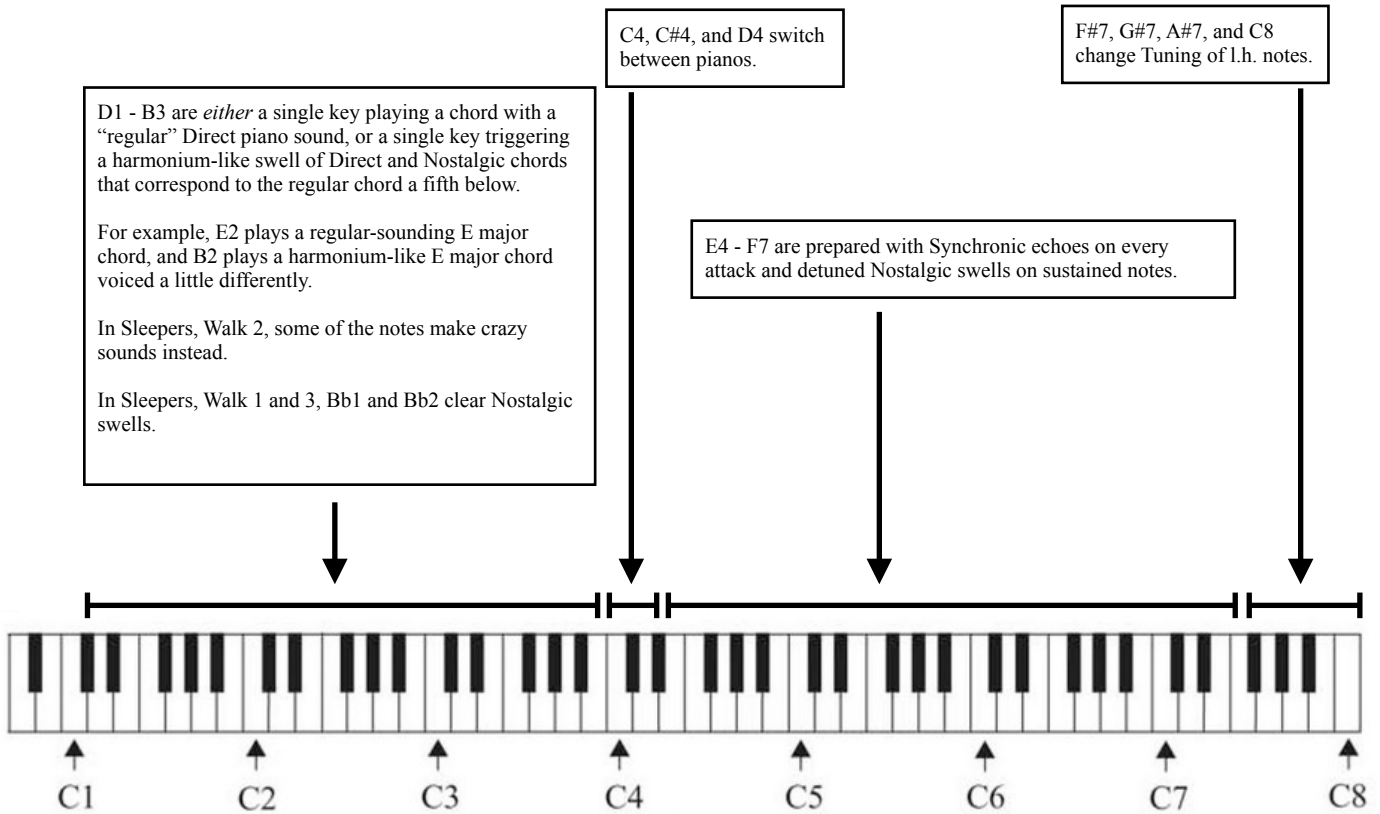 C4, C#4, and D4 switch
between pianos.
F#7, G#7, A#7, and C8
change Tuning of l.h. notes.
D1 - B3 are either a single key playing a chord with a
“regular” Direct piano sound, or a single key triggering
a harmonium-like swell of Direct and Nostalgic chords
that correspond to the regular chord a fifth below.
For example, E2 plays a regular-sounding E major
chord, and B2 plays a harmonium-like E major chord
voiced a little differently.
In Sleepers, Walk 2, some of the notes make crazy
sounds instead.
In Sleepers, Walk 1 and 3, Bb1 and Bb2 clear Nostalgic
swells.
E4 - F7 are prepared with Synchronic echoes on every
attack and detuned Nostalgic swells on sustained notes.
C1 C2 C3 C4 C5 C6 C7 C8